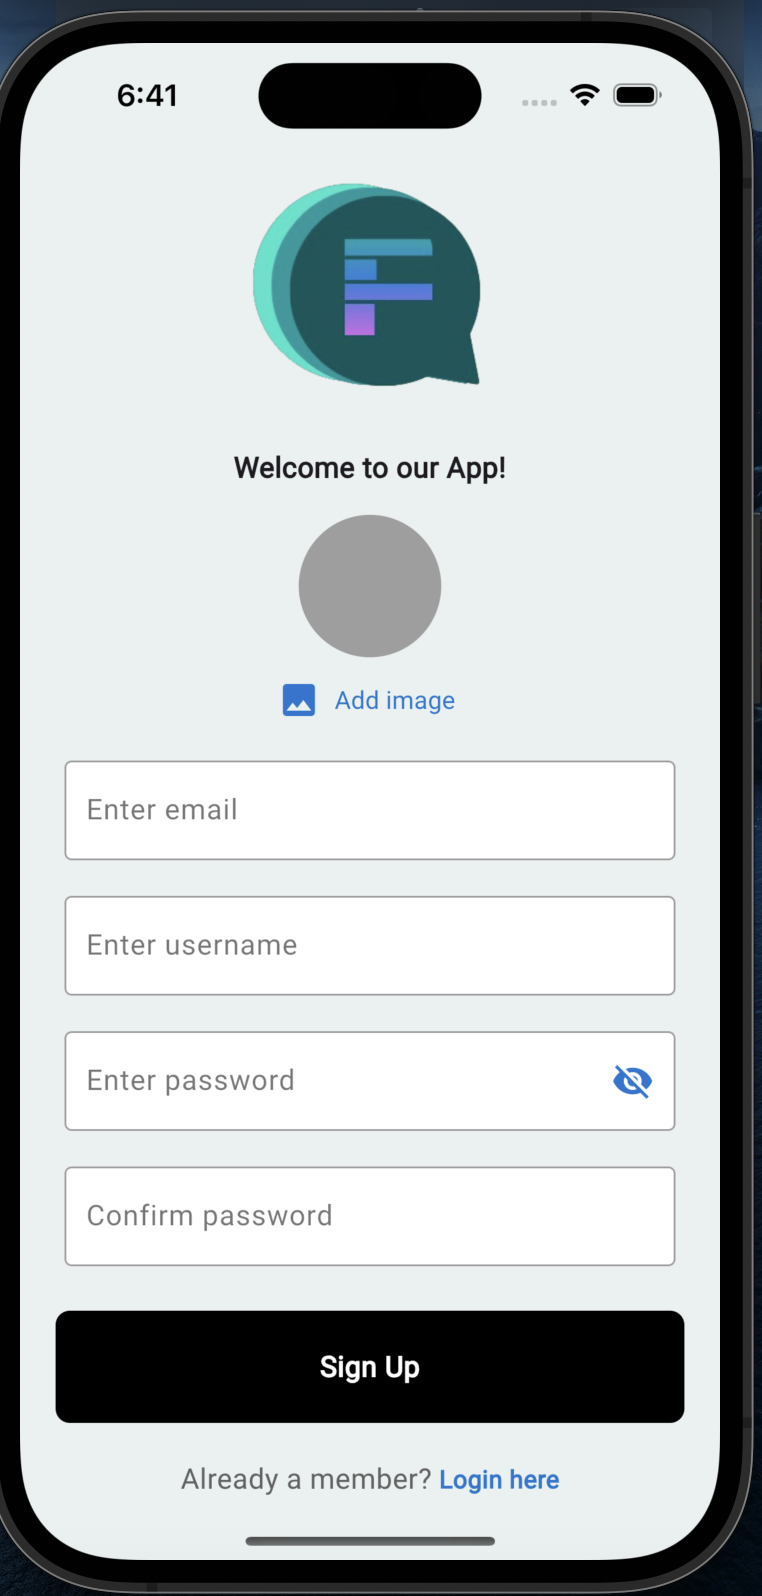 6:41
F
Welcome to our App!
Add image
Enter email
Enter username
Enter password
Confirm password
Sign Up
Already a member? Login here